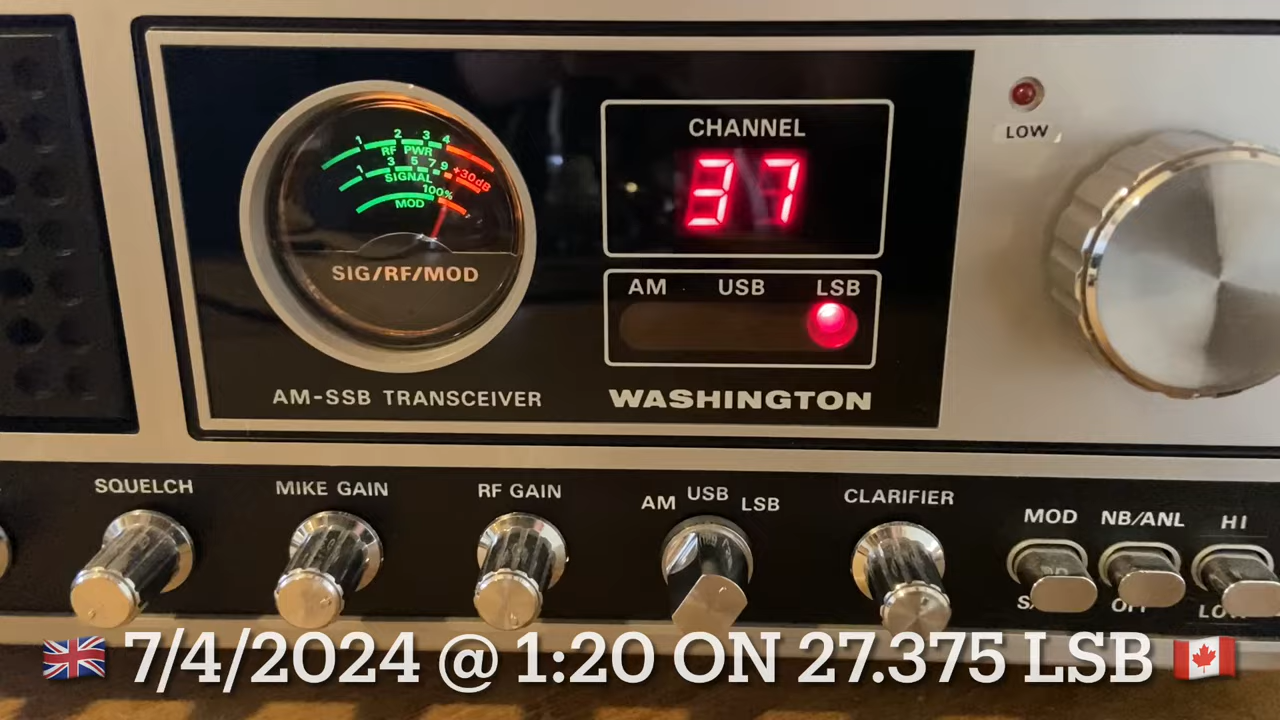 1 2 3 4
RF PWR
1 3 5 7 9 +30dB
SIGNAL
100%
MOD
SIG/RF/MOD
AM-SSB TRANSCEIVER
CHANNEL
37
AM USB LSB
WASHINGTON
LOW
SQUELCH
MIKE GAIN
RF GAIN
AM USB LSB
CLARIFIER
MOD
NB/ANL
HI
🇬🇧 7/4/2024 @ 1:20 ON 27.375 LSB 🇨🇦